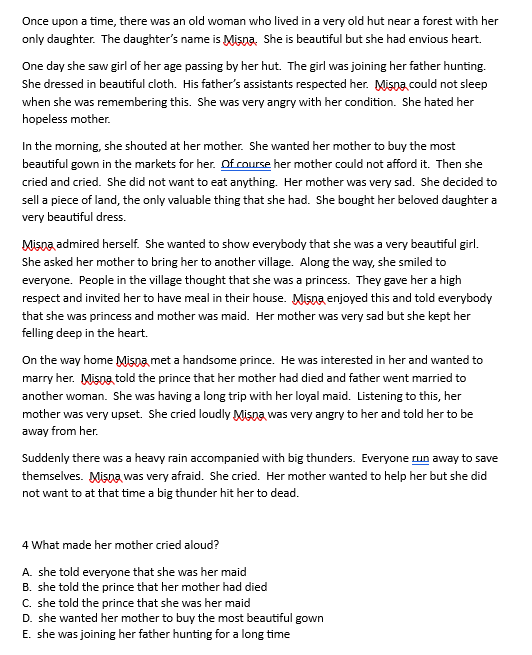 Once upon a time, there was an old woman who lived in a very old hut near a forest with her
only daughter. The daughter's name is Misna. She is beautiful but she had envious heart.
One day she saw girl of her age passing by her hut. The girl was joining her father hunting.
She dressed in beautiful cloth. His father's assistants respected her. Misna could not sleep
when she was remembering this. She was very angry with her condition. She hated her
hopeless mother.
In the morning, she shouted at her mother. She wanted her mother to buy the most
beautiful gown in the markets for her. Of course her mother could not afford it. Then she
cried and cried. She did not want to eat anything. Her mother was very sad. She decided to
sell a piece of land, the only valuable thing that she had. She bought her beloved daughter a
very beautiful dress.
Misna admired herself. She wanted to show everybody that she was a very beautiful girl.
She asked her mother to bring her to another village. Along the way, she smiled to
everyone. People in the village thought that she was a princess. They gave her a high
respect and invited her to have meal in their house. Misna enjoyed this and told everybody
that she was princess and mother was maid. Her mother was very sad but she kept her
felling deep in the heart.
On the way home Misna met a handsome prince. He was interested in her and wanted to
marry her. Misna told the prince that her mother had died and father went married to
another woman. She was having a long trip with her loyal maid. Listening to this, her
mother was very upset. She cried loudly Misna was very angry to her and told her to be
away from her.
Suddenly there was a heavy rain accompanied with big thunders. Everyone run away to save
themselves. Misna was very afraid. She cried. Her mother wanted to help her but she did
not want to at that time a big thunder hit her to dead.
4 What made her mother cried aloud?
A. she told everyone that she was her maid
B. she told the prince that her mother had died
C. she told the prince that she was her maid
D. she wanted her mother to buy the most beautiful gown
E. she was joining her father hunting for a long time